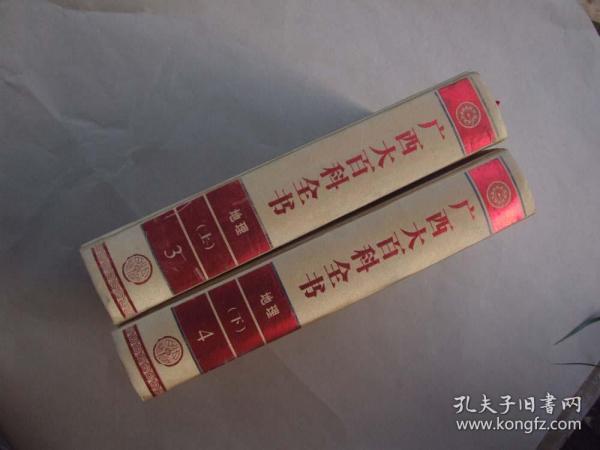 广西大百科全书
地理
（上）
3
广西大百科全书
地理
（下）
4
孔夫子旧書网
www.kongfz.com